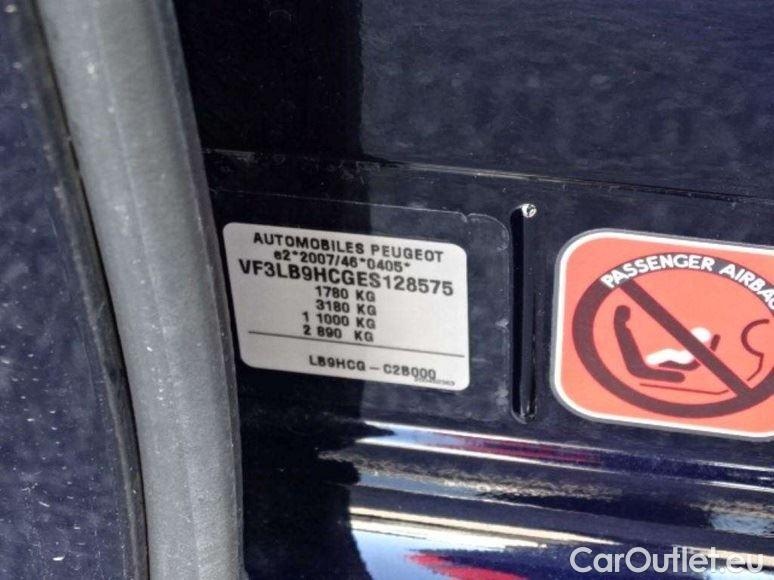 AUTOMOBILES PEUGEOT
e2*2007/46*0405*
VF3LB9HCGES128575
1780 KG
3180 KG
1 1000 KG
2 890 KG
LB9HCG - C2B000
PASSENGER AIRBAG
CarOutlet.eu